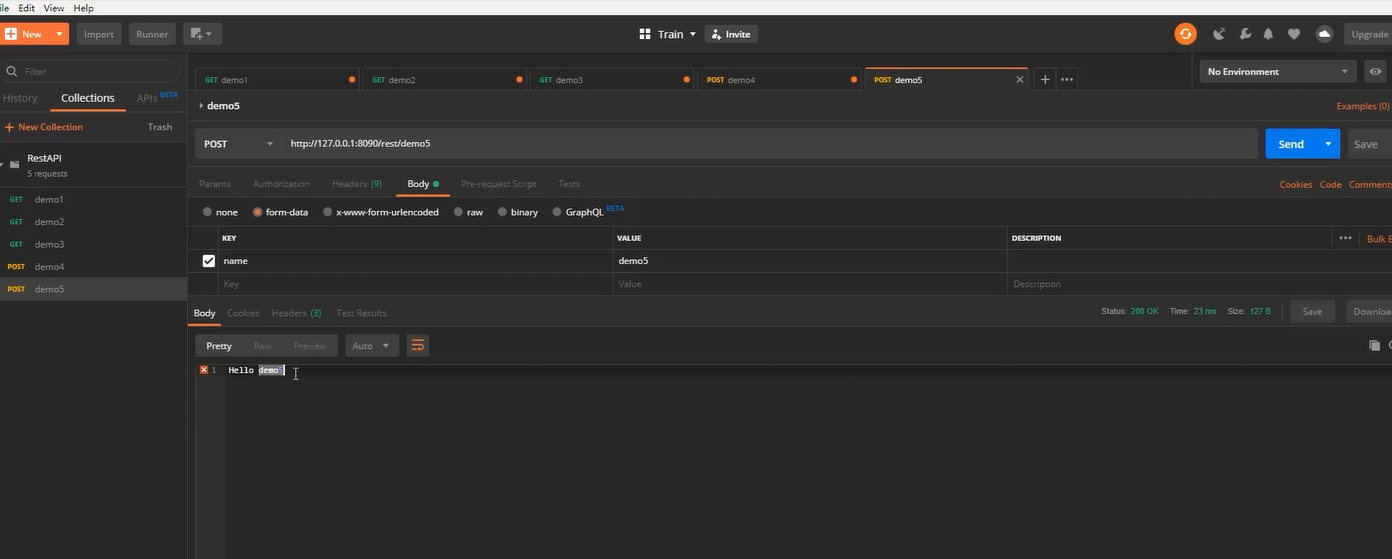 ile Edit View Help
New Import Runner Train Invite Upgrade
Filter GET demo1 GET demo2 GET demo3 POST demo4 POST demo5 No Environment
History Collections APIs BETA
demo5 Examples (0)
New Collection Trash
POST http://127.0.0.1:8090/rest/demo5 Send Save
RestAPI
5 requests
Params Authorization Headers (9) Body Pre-request Script Tests Cookies Code Comments
GET demo1
none form-data x-www-form-urlencoded raw binary GraphQL BETA
GET demo2
KEY VALUE DESCRIPTION Bulk E
GET demo3
name demo5
POST demo4
Key Value Description
POST demo5
Body Cookies Headers (3) Test Results Status: 200 OK Time: 23 ms Size: 127 B Save Downloa
Pretty Raw Preview Auto
1 Hello demo5